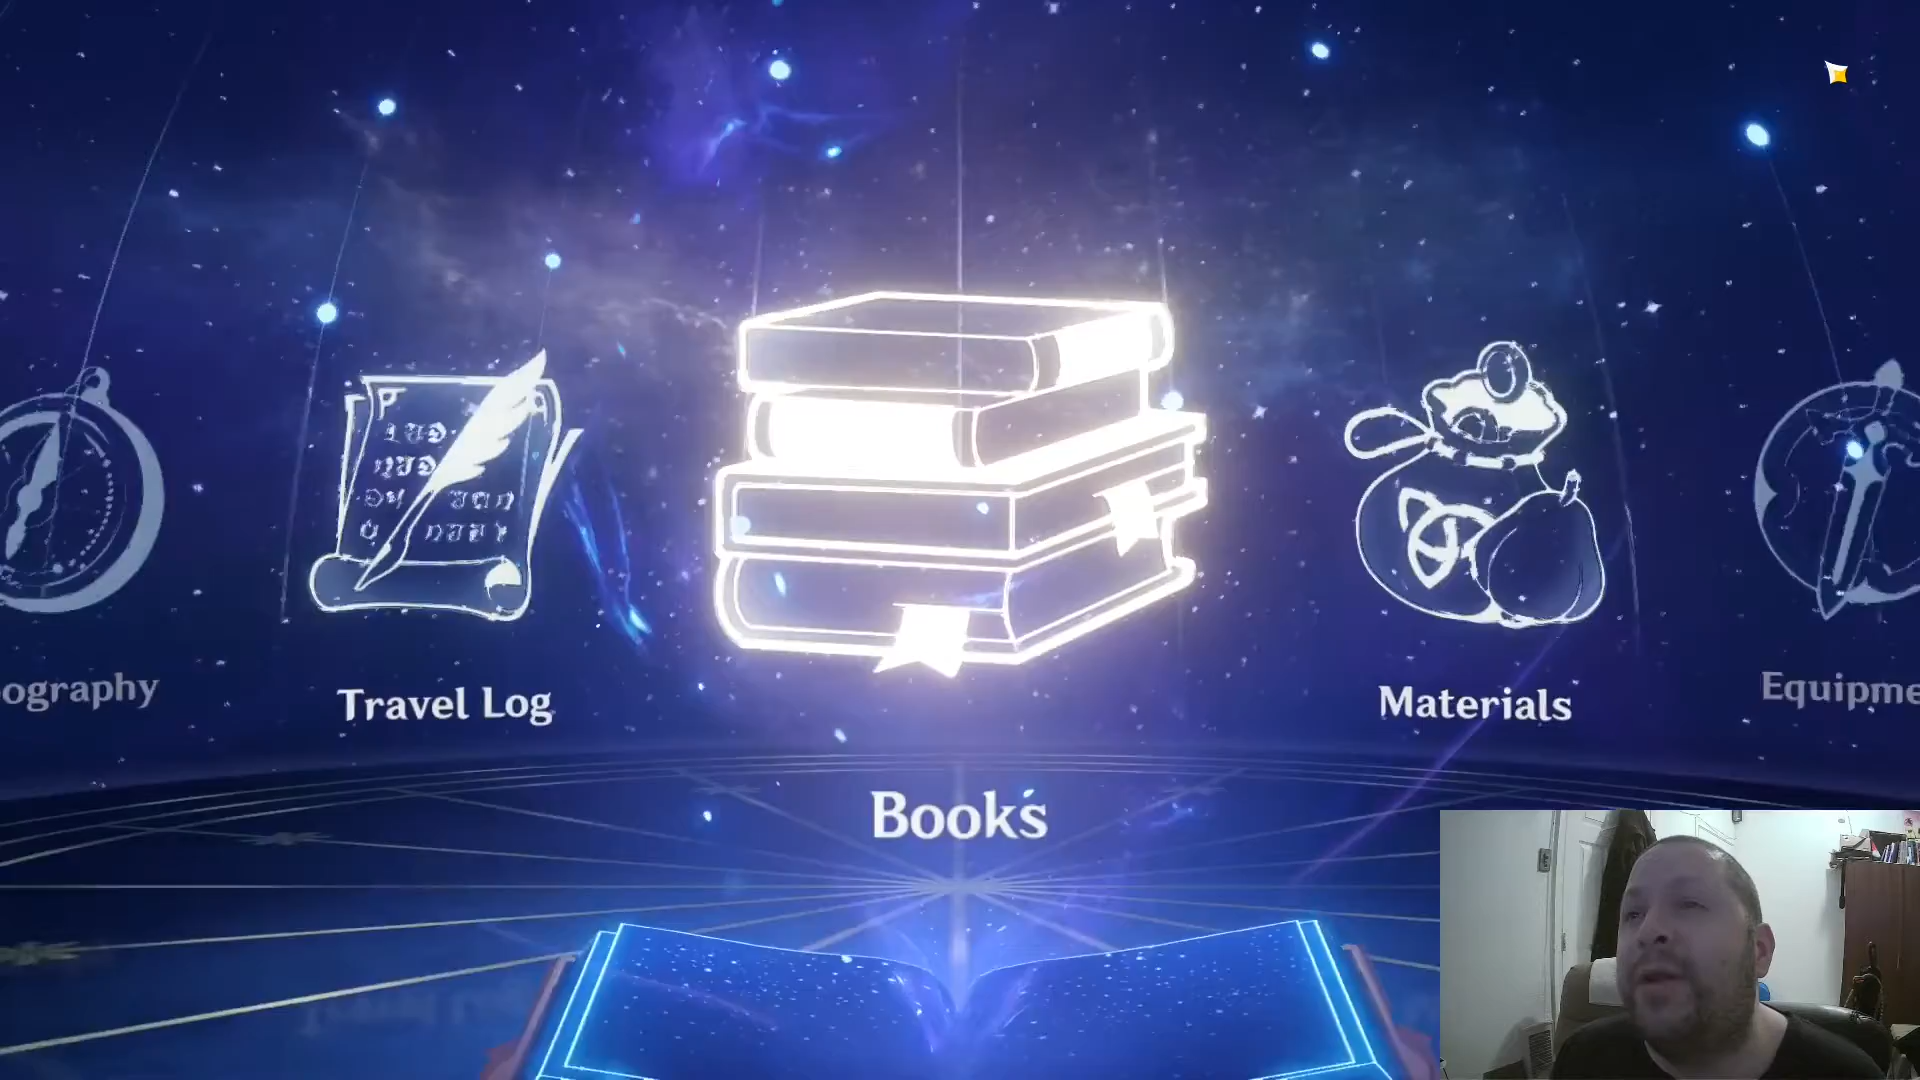 ography
Travel Log
Books
Materials
Equipme